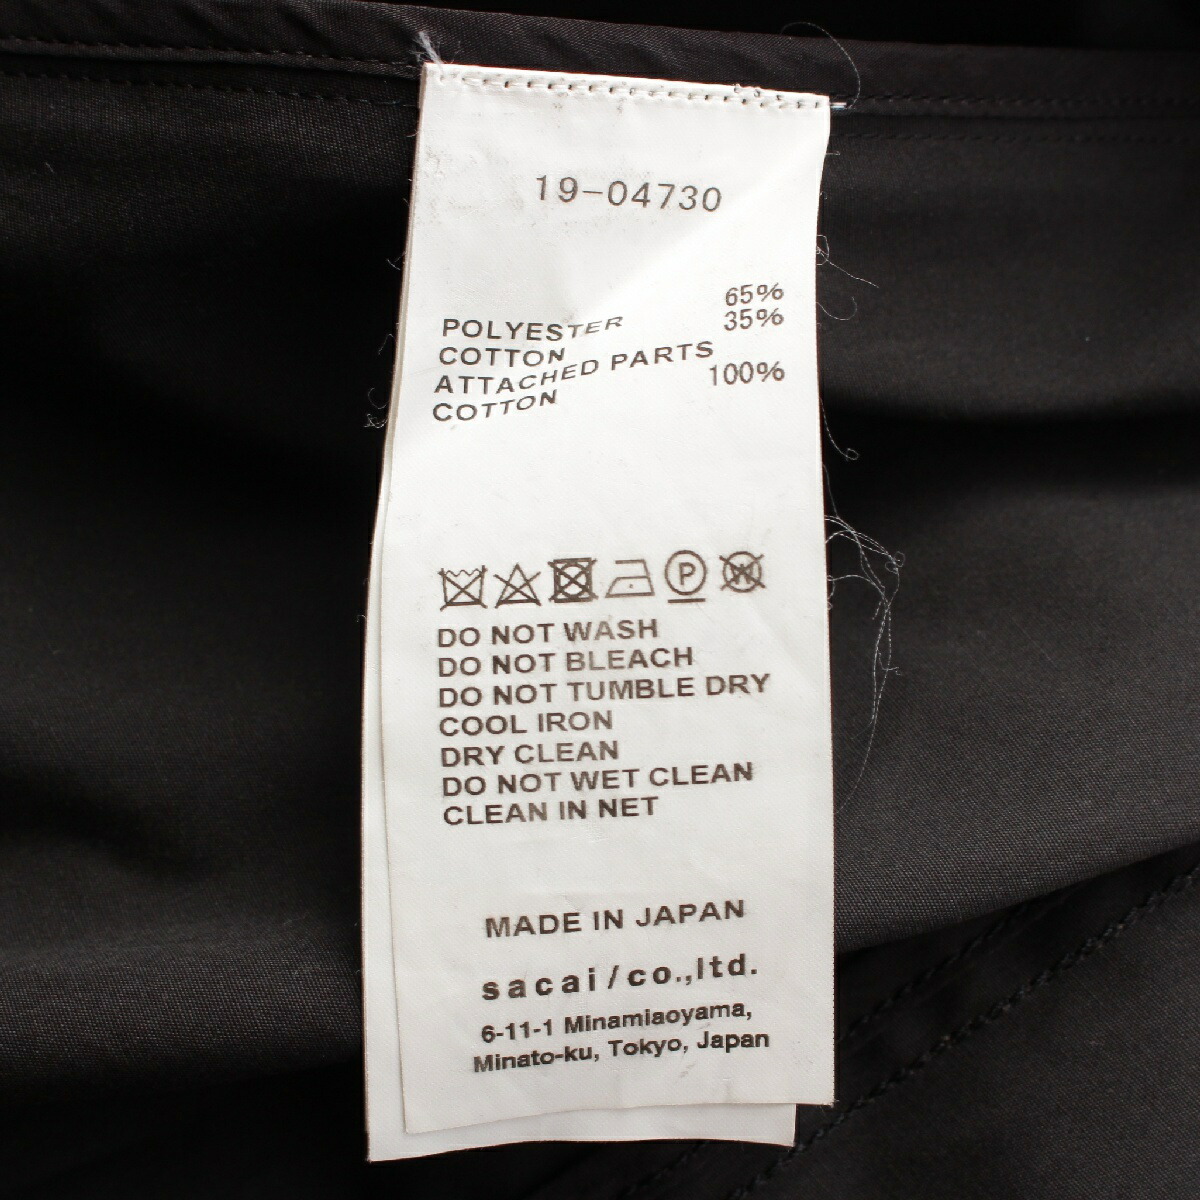 19-04730
POLYESTER 65%
COTTON 35%
ATTACHED PARTS
COTTON 100%
P W
DO NOT WASH
DO NOT BLEACH
DO NOT TUMBLE DRY
COOL IRON
DRY CLEAN
DO NOT WET CLEAN
CLEAN IN NET
MADE IN JAPAN
sacai/co.,ltd.
6-11-1 Minamiaoyama,
Minato-ku, Tokyo, Japan